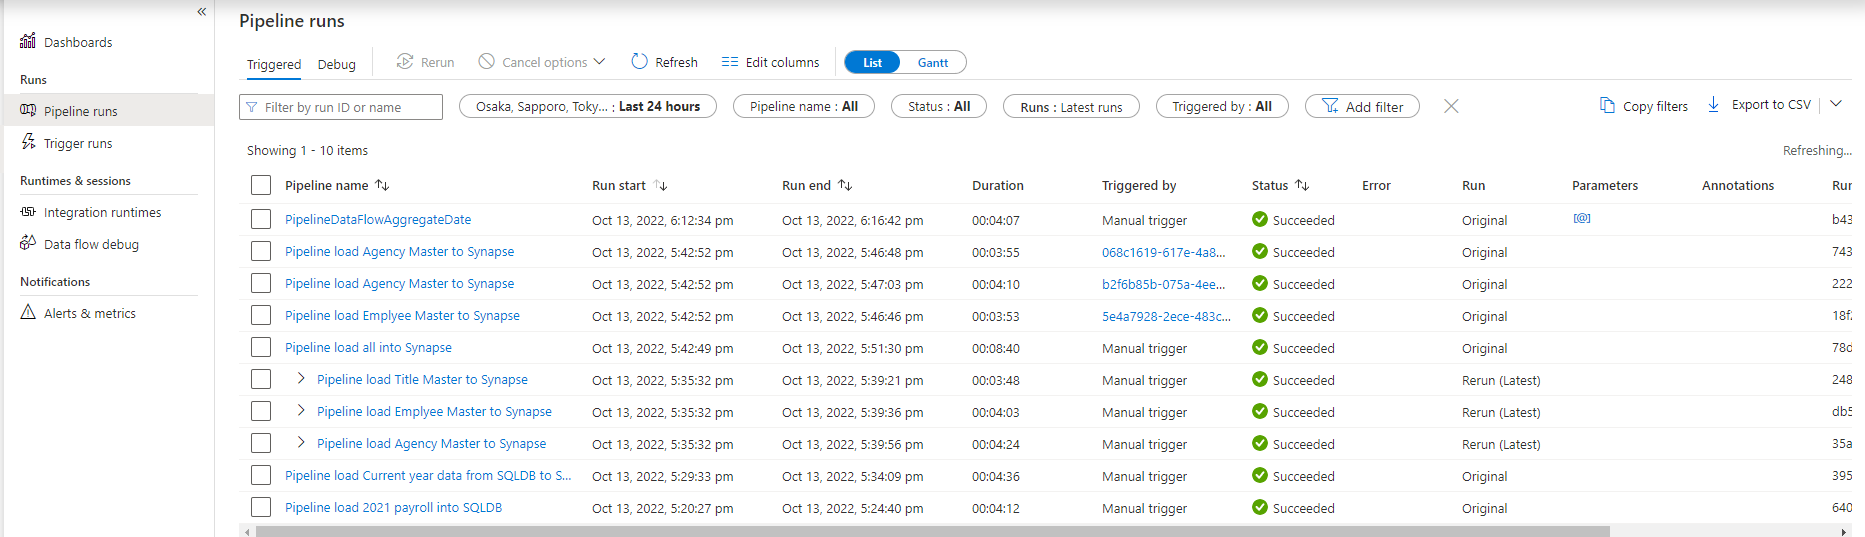 «
Pipeline runs
Dashboards
Triggered Debug Rerun Cancel options Refresh Edit columns List Gantt
Runs
Pipeline runs
Trigger runs
Runtimes & sessions
Integration runtimes
Data flow debug
Notifications
Alerts & metrics
Filter by run ID or name Osaka, Sapporo, Toky... : Last 24 hours Pipeline name : All Status : All Runs : Latest runs Triggered by : All Add filter Copy filters Export to CSV
Showing 1 - 10 items Refreshing...
Pipeline name Run start Run end Duration Triggered by Status Error Run Parameters Annotations Rur
PipelineDataFlowAggregateDate Oct 13, 2022, 6:12:34 pm Oct 13, 2022, 6:16:42 pm 00:04:07 Manual trigger Succeeded Original [@] b43
Pipeline load Agency Master to Synapse Oct 13, 2022, 5:42:52 pm Oct 13, 2022, 5:46:48 pm 00:03:55 068c1619-617e-4a8... Succeeded Original 743
Pipeline load Agency Master to Synapse Oct 13, 2022, 5:42:52 pm Oct 13, 2022, 5:47:03 pm 00:04:10 b2f6b85b-075a-4ee... Succeeded Original 222
Pipeline load Emplyee Master to Synapse Oct 13, 2022, 5:42:52 pm Oct 13, 2022, 5:46:46 pm 00:03:53 5e4a7928-2ece-483c... Succeeded Original 18f2
Pipeline load all into Synapse Oct 13, 2022, 5:42:49 pm Oct 13, 2022, 5:51:30 pm 00:08:40 Manual trigger Succeeded Original 78d
Pipeline load Title Master to Synapse Oct 13, 2022, 5:35:32 pm Oct 13, 2022, 5:39:21 pm 00:03:48 Manual trigger Succeeded Rerun (Latest) 248
Pipeline load Emplyee Master to Synapse Oct 13, 2022, 5:35:32 pm Oct 13, 2022, 5:39:36 pm 00:04:03 Manual trigger Succeeded Rerun (Latest) db5
Pipeline load Agency Master to Synapse Oct 13, 2022, 5:35:32 pm Oct 13, 2022, 5:39:56 pm 00:04:24 Manual trigger Succeeded Rerun (Latest) 35a
Pipeline load Current year data from SQLDB to S... Oct 13, 2022, 5:29:33 pm Oct 13, 2022, 5:34:09 pm 00:04:36 Manual trigger Succeeded Original 395
Pipeline load 2021 payroll into SQLDB Oct 13, 2022, 5:20:27 pm Oct 13, 2022, 5:24:40 pm 00:04:12 Manual trigger Succeeded Original 640